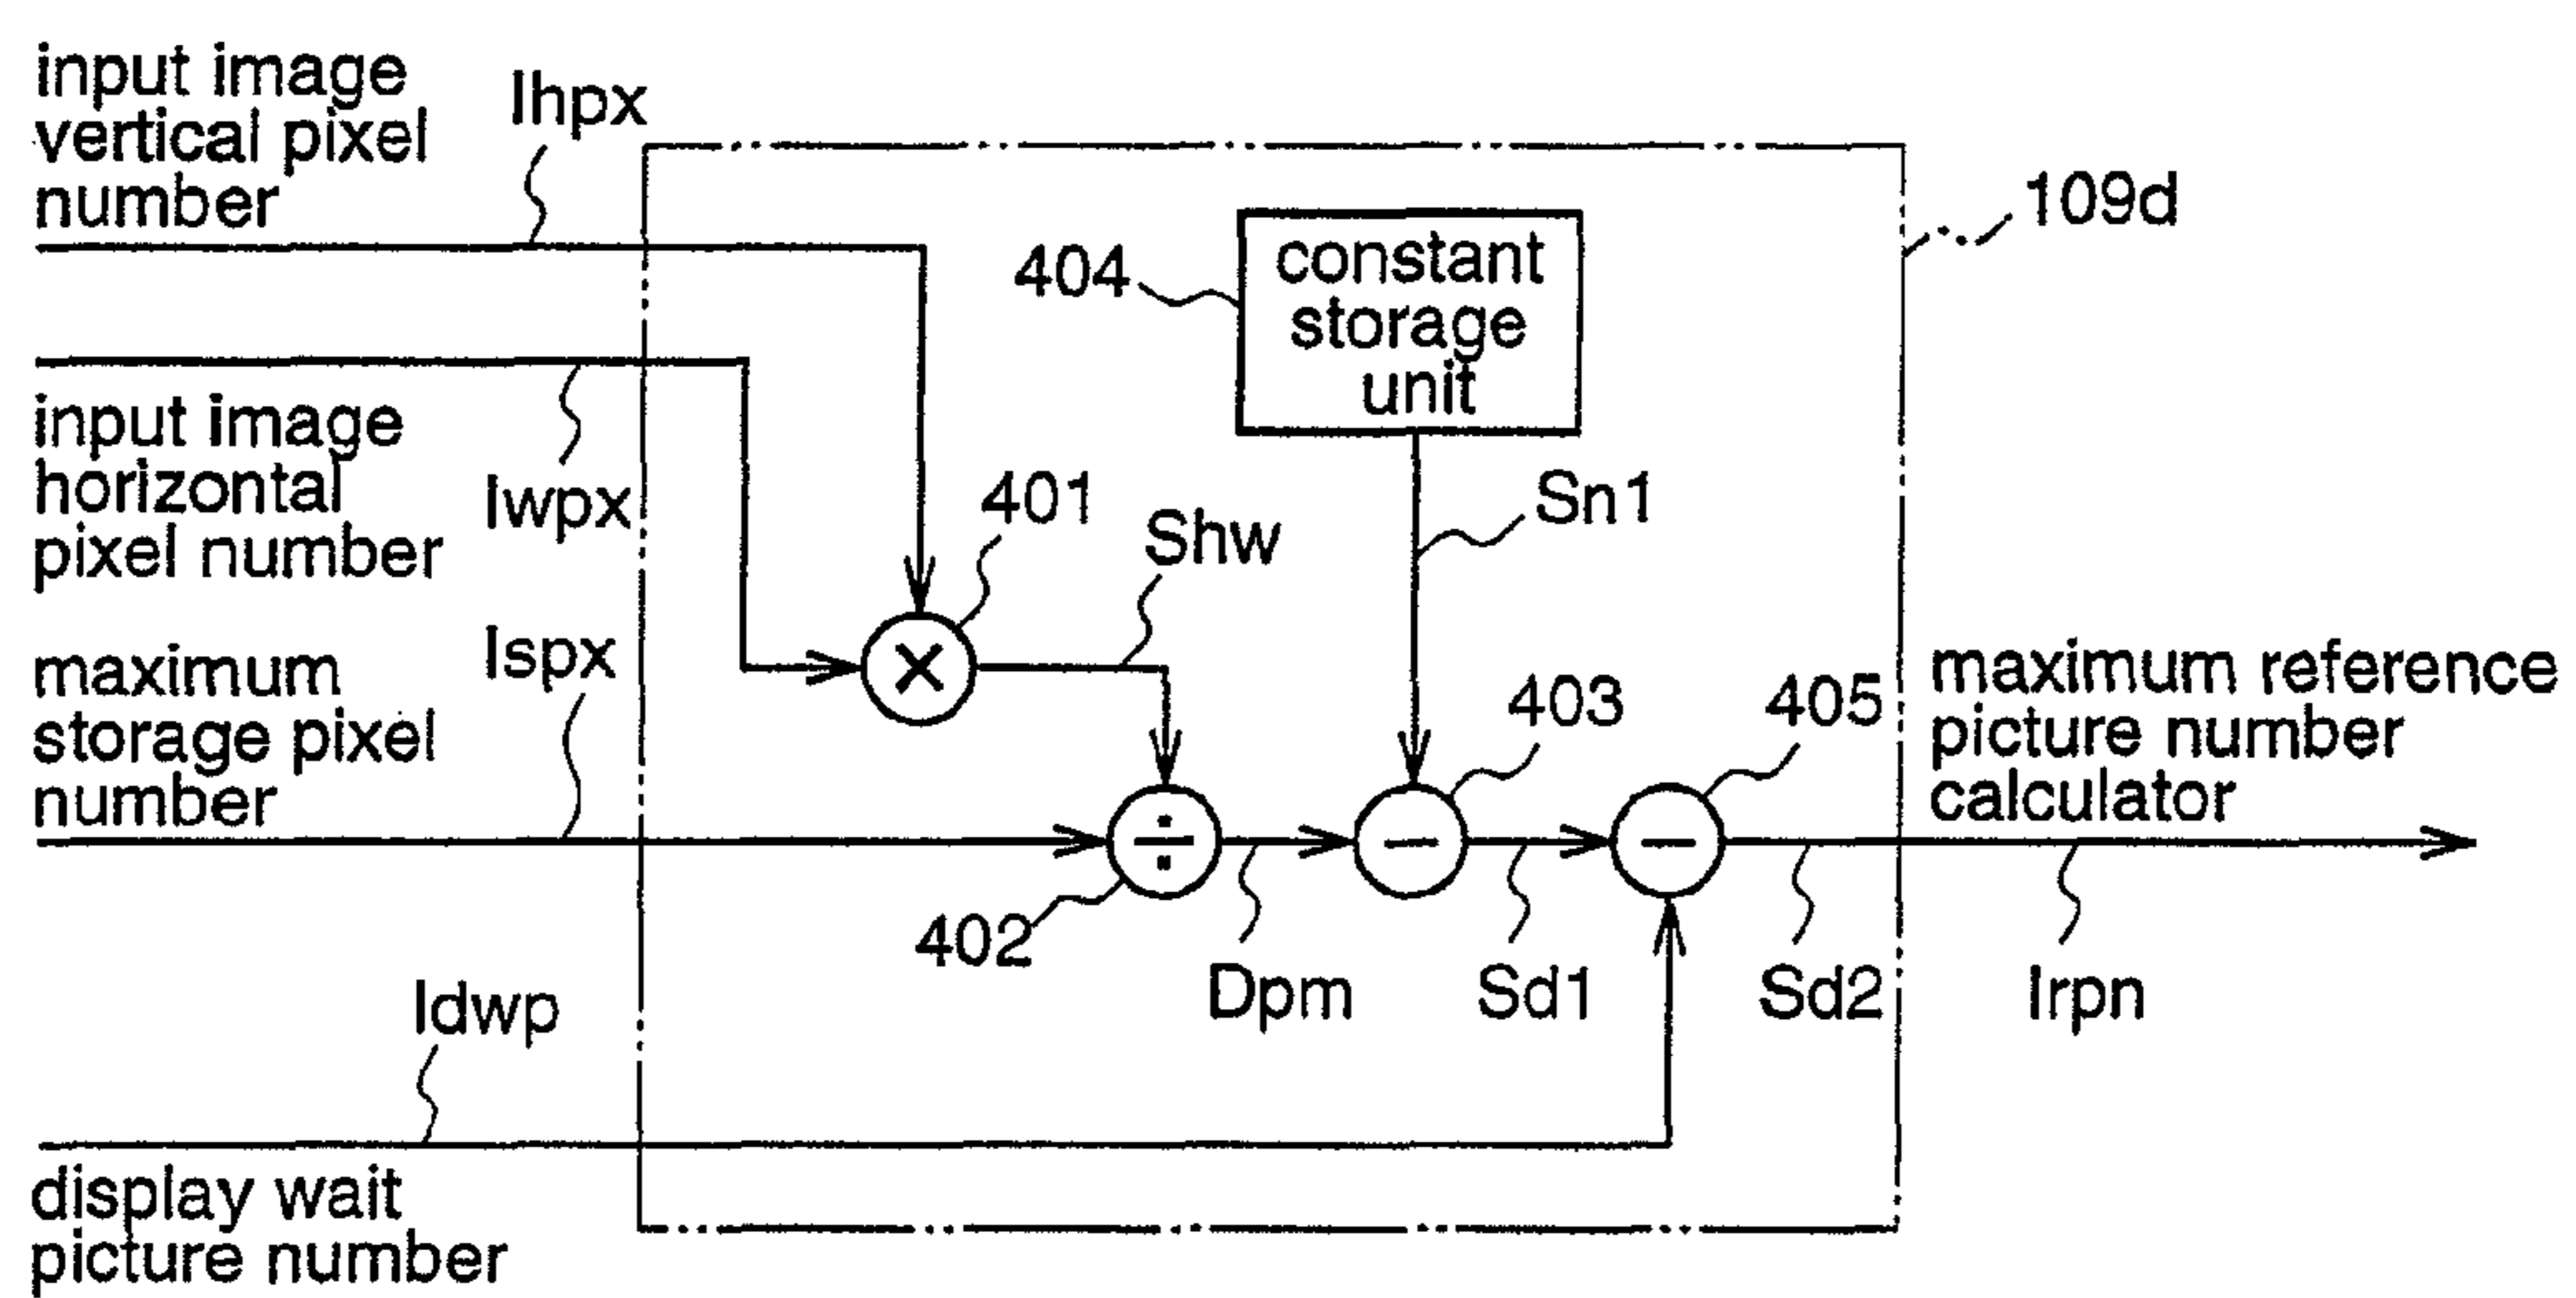 input image
vertical pixel
number
Ihpx
109d
404
constant
storage
unit
input image
horizontal
pixel number
Iwpx
401
Shw
Sn1
maximum
storage pixel
number
Ispx
×
403
405
maximum reference
picture number
calculator
÷
−
−
402
Dpm
Sd1
Sd2
Irpn
Idwp
display wait
picture number